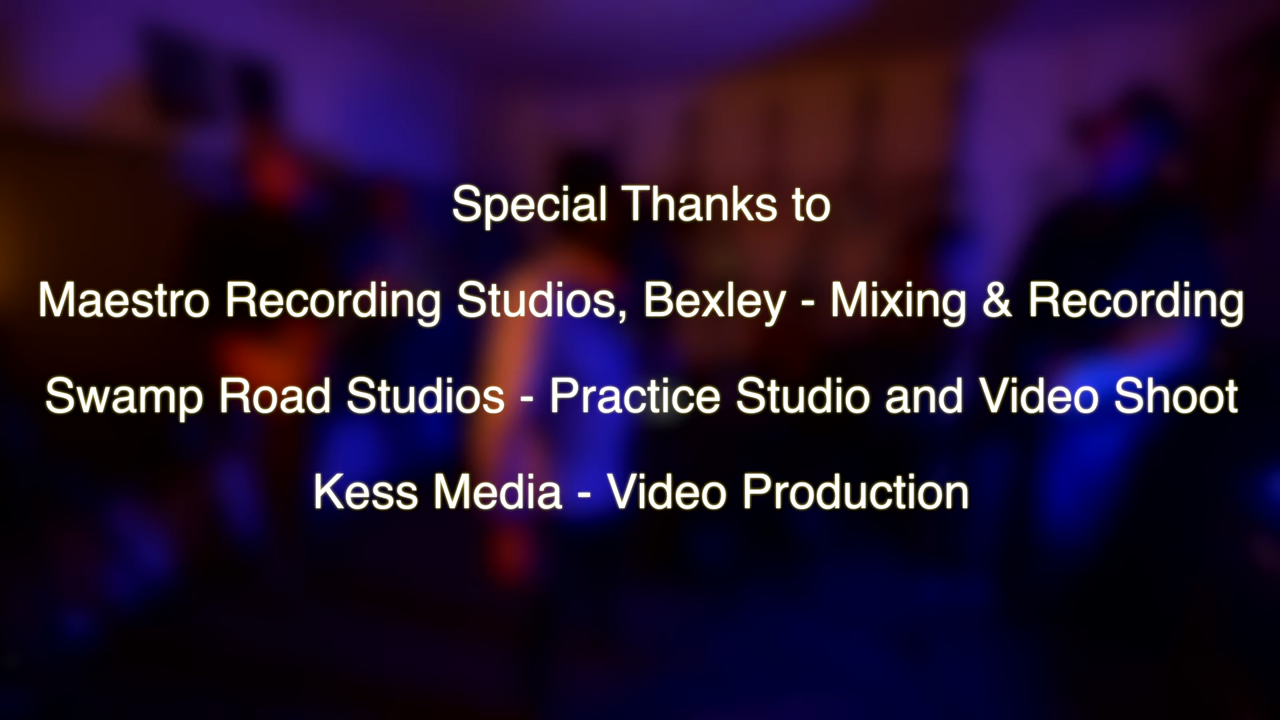 Special Thanks to
Maestro Recording Studios, Bexley - Mixing & Recording
Swamp Road Studios - Practice Studio and Video Shoot
Kess Media - Video Production